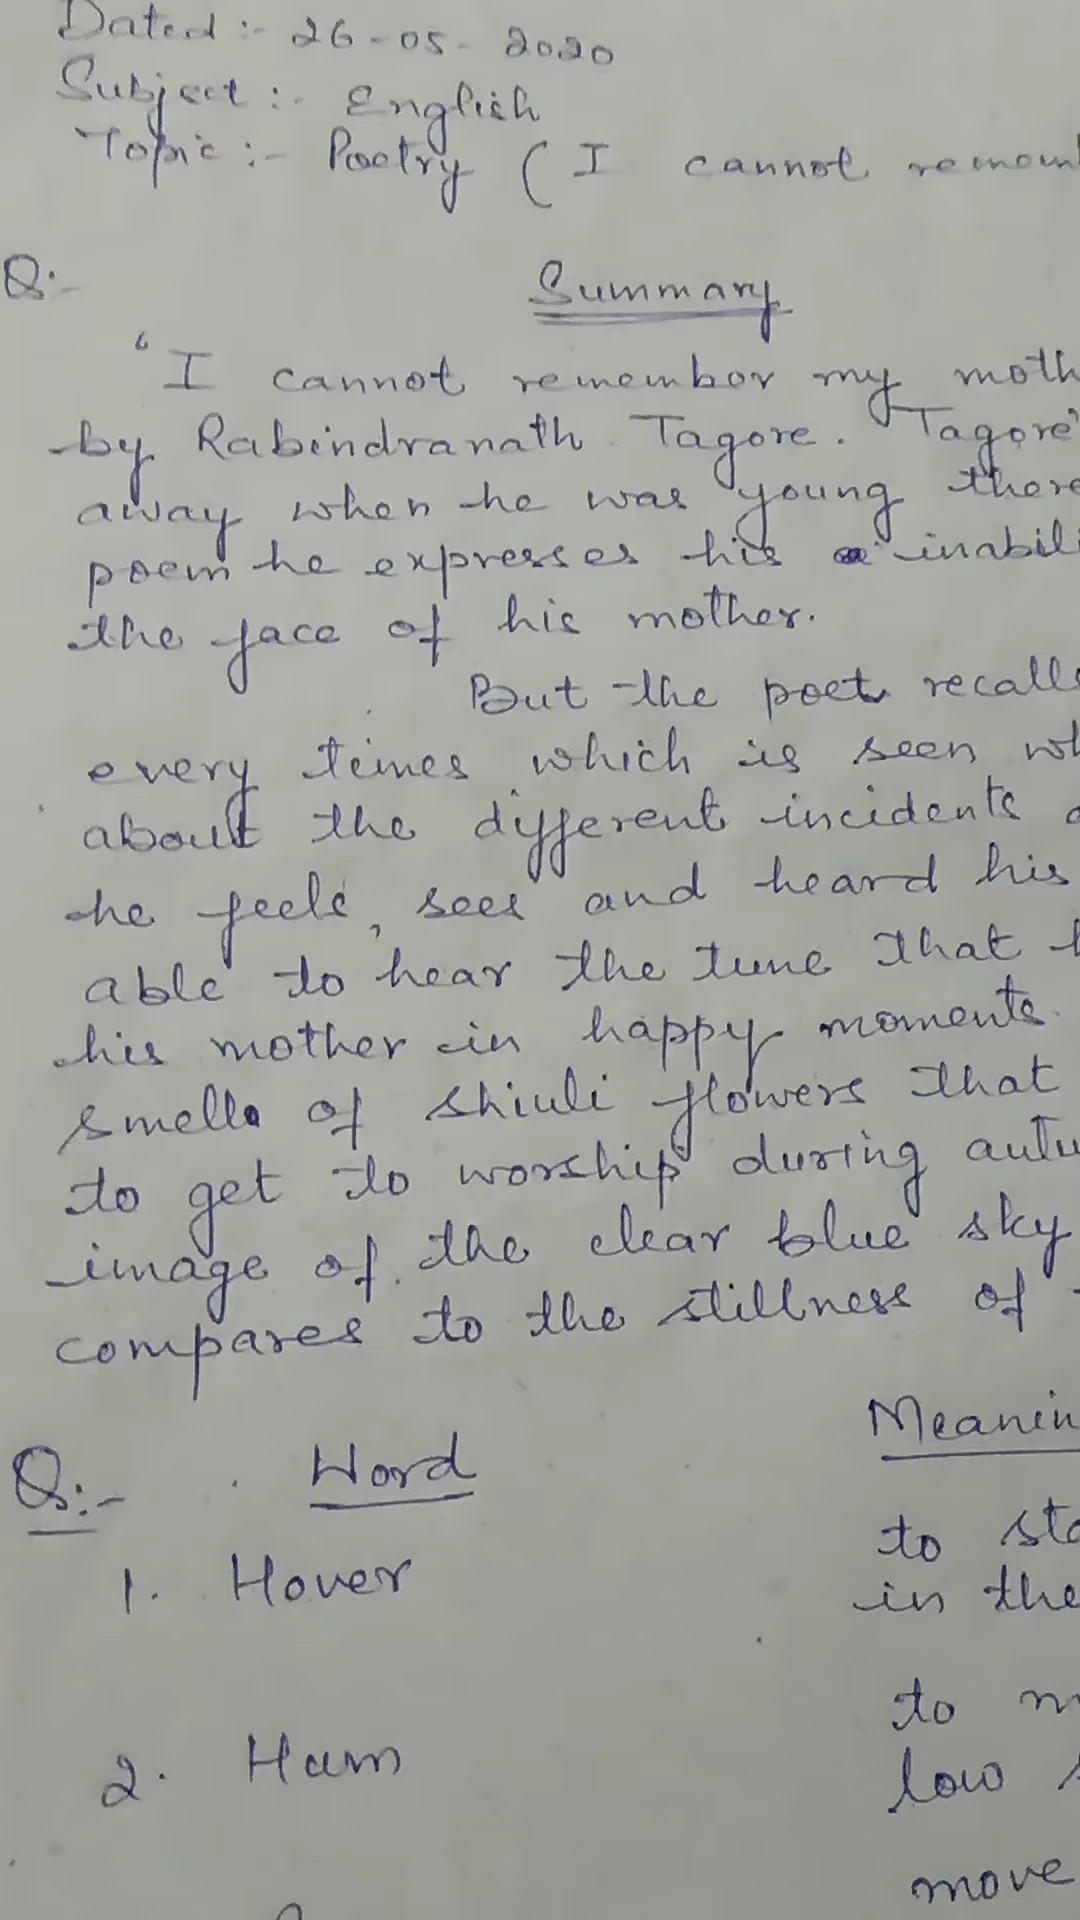 Dated :- 26-05-2020
Subject :- English
Topic :- Poetry ( I cannot remem
Q:-
Summary
‘I cannot remember my moth
by Rabindranath Tagore. Tagore'
away when he was young there
poem he expresses his inabili
the face of his mother.
But the poet recalls
every times which is seen wh
about the different incidents
he feels, sees and heard his
able to hear the tune that h
his mother in happy moments.
smells of shiuli flowers that
to get to worship during autu
image of the clear blue sky
compares to the stillness of
Q:- Word Meanin
1. Hover to sta
in the
2. Hum to m
low s
move